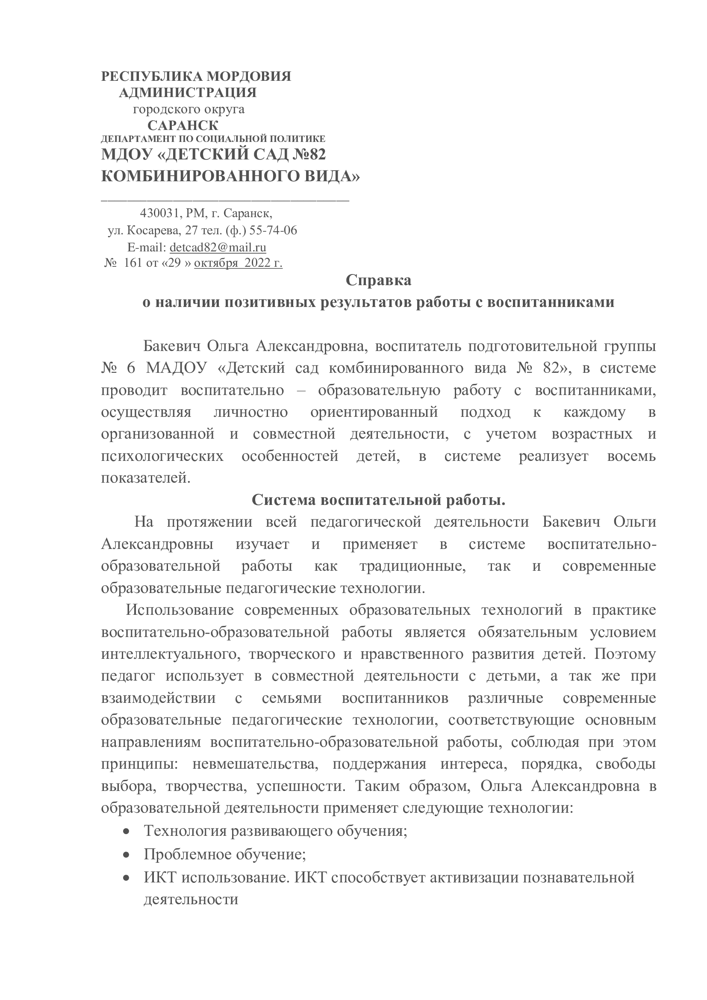 РЕСПУБЛИКА МОРДОВИЯ
АДМИНИСТРАЦИЯ
городского округа
САРАНСК
ДЕПАРТАМЕНТ ПО СОЦИАЛЬНОЙ ПОЛИТИКЕ
МДОУ «ДЕТСКИЙ САД №82
КОМБИНИРОВАННОГО ВИДА»
______________________________________
430031, РМ, г. Саранск,
ул. Косарева, 27 тел. (ф.) 55-74-06
E-mail: detcad82@mail.ru
№ 161 от «29 » октября 2022 г.
Справка
о наличии позитивных результатов работы с воспитанниками
Бакевич Ольга Александровна, воспитатель подготовительной группы
№ 6 МАДОУ «Детский сад комбинированного вида № 82», в системе
проводит воспитательно – образовательную работу с воспитанниками,
осуществляя личностно ориентированный подход к каждому в
организованной и совместной деятельности, с учетом возрастных и
психологических особенностей детей, в системе реализует восемь
показателей.
Система воспитательной работы.
На протяжении всей педагогической деятельности Бакевич Ольги
Александровны изучает и применяет в системе воспитательно-
образовательной работы как традиционные, так и современные
образовательные педагогические технологии.
Использование современных образовательных технологий в практике
воспитательно-образовательной работы является обязательным условием
интеллектуального, творческого и нравственного развития детей. Поэтому
педагог использует в совместной деятельности с детьми, а так же при
взаимодействии с семьями воспитанников различные современные
образовательные педагогические технологии, соответствующие основным
направлениям воспитательно-образовательной работы, соблюдая при этом
принципы: невмешательства, поддержания интереса, порядка, свободы
выбора, творчества, успешности. Таким образом, Ольга Александровна в
образовательной деятельности применяет следующие технологии:
• Технология развивающего обучения;
• Проблемное обучение;
• ИКТ использование. ИКТ способствует активизации познавательной
деятельности